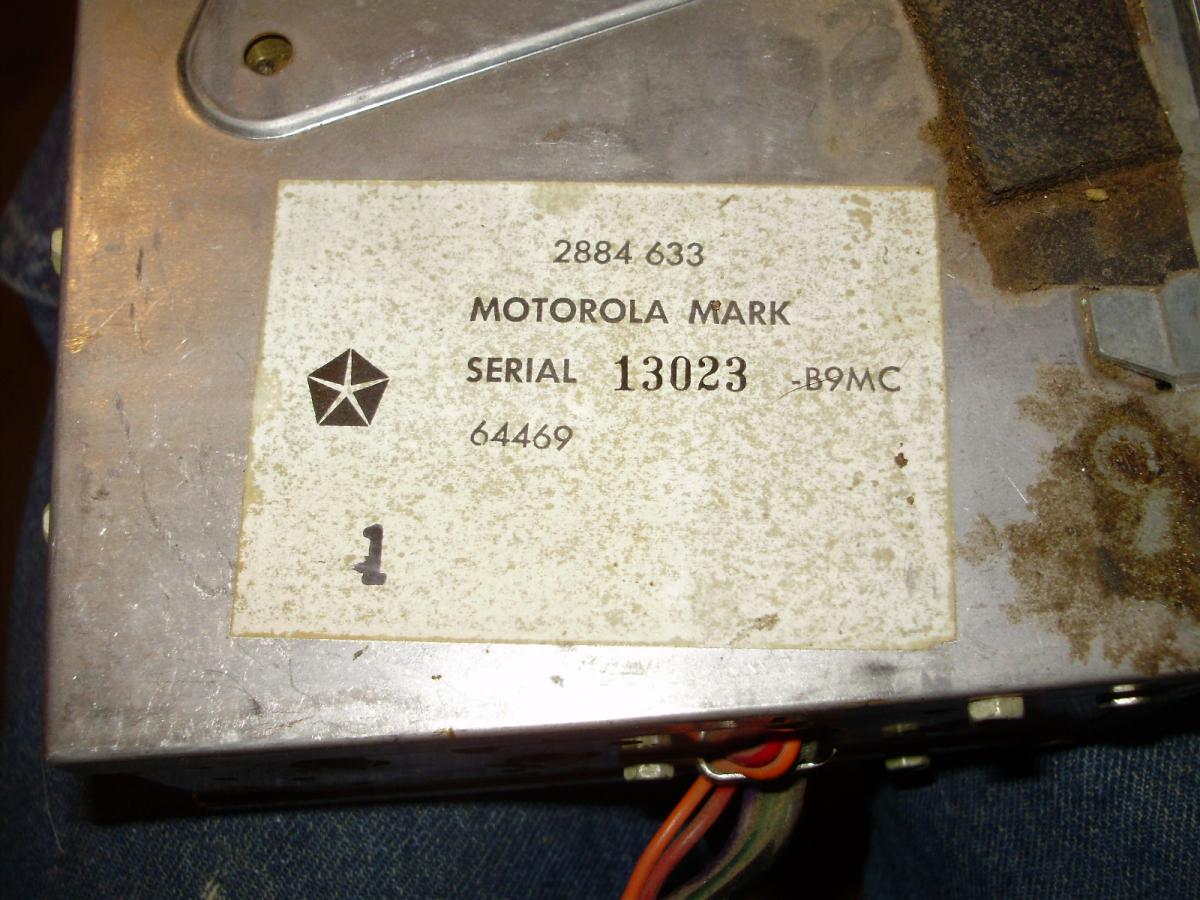 2884 633
MOTOROLA MARK
SERIAL 13023 -B9MC
64469
1